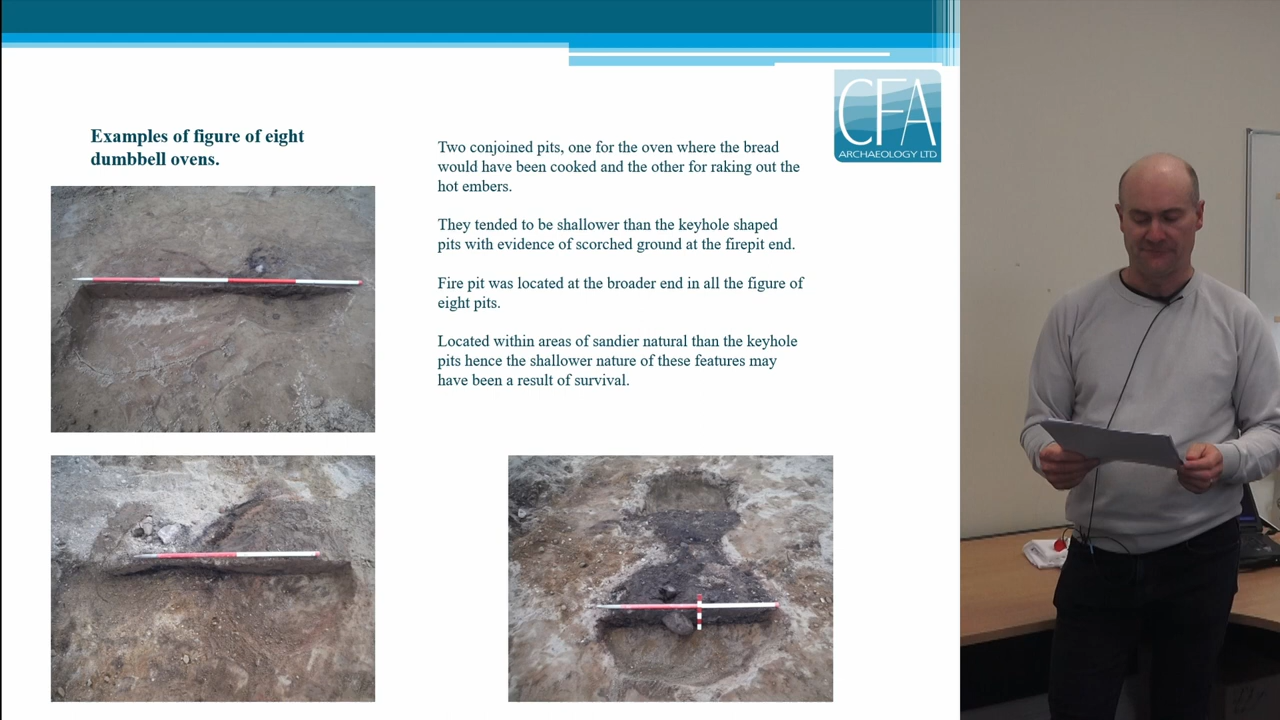 Examples of figure of eight
dumbbell ovens.
CFA
ARCHAEOLOGY LTD
Two conjoined pits, one for the oven where the bread
would have been cooked and the other for raking out the
hot embers.
They tended to be shallower than the keyhole shaped
pits with evidence of scorched ground at the firepit end.
Fire pit was located at the broader end in all the figure of
eight pits.
Located within areas of sandier natural than the keyhole
pits hence the shallower nature of these features may
have been a result of survival.